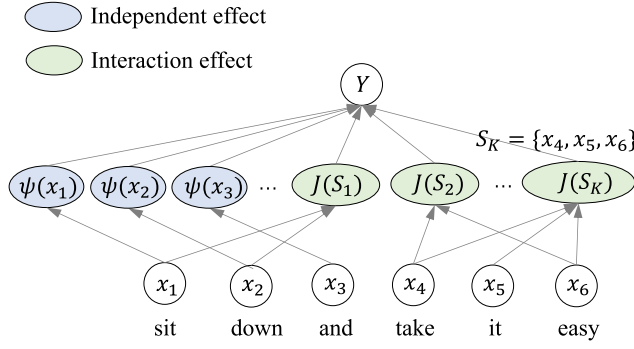 Independent effect
Interaction effect
Y
S_K = {x_4, x_5, x_6}
ψ(x_1) ψ(x_2) ψ(x_3) ... J(S_1) J(S_2) ... J(S_K)
x_1 x_2 x_3 x_4 x_5 x_6
sit down and take it easy